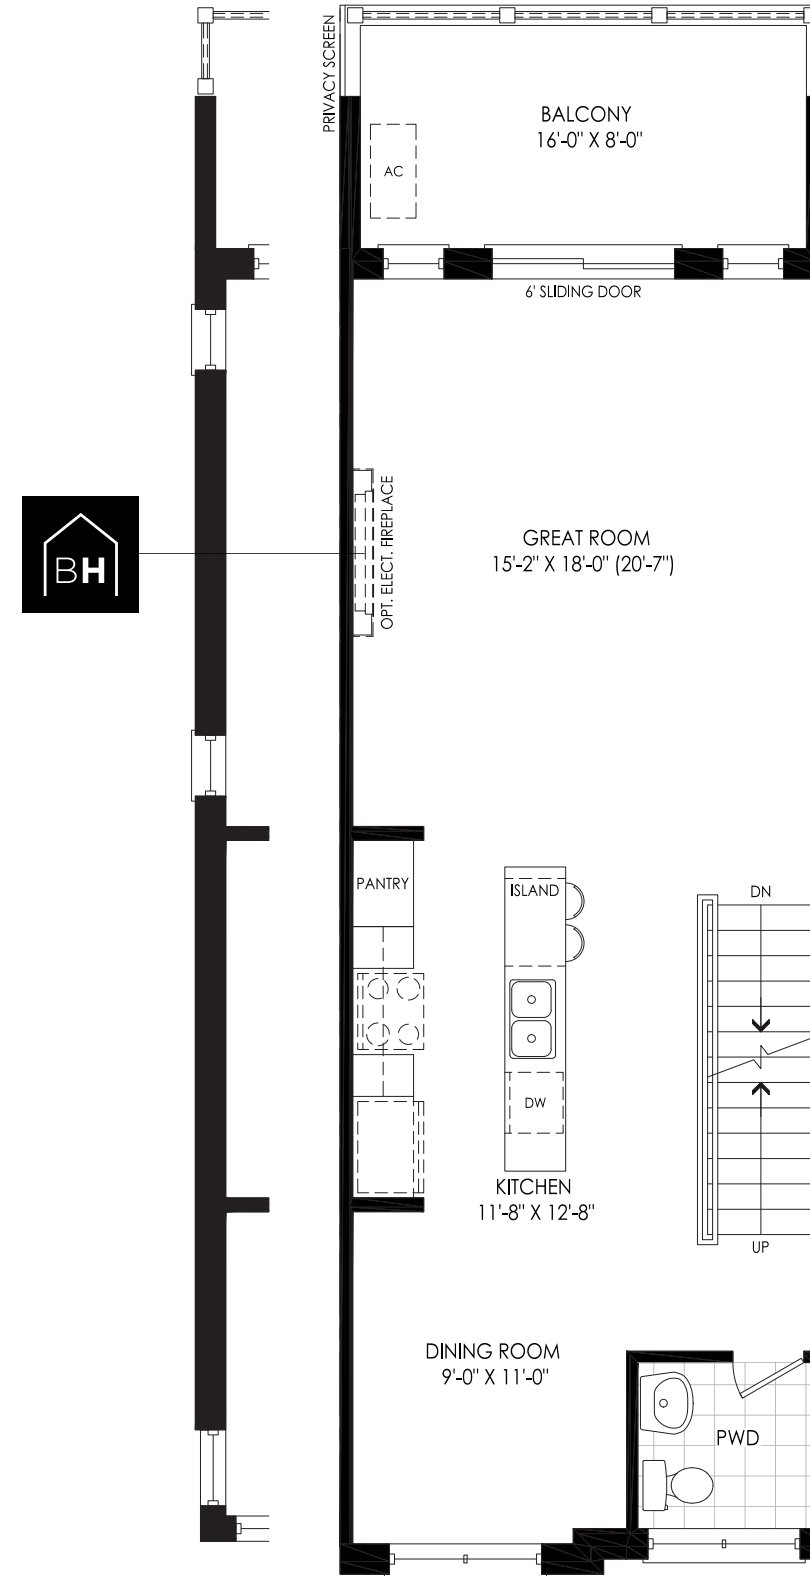 PRIVACY SCREEN
BALCONY
16'-0" X 8'-0"
AC
6' SLIDING DOOR
OPT. ELECT. FIREPLACE
BH
GREAT ROOM
15'-2" X 18'-0" (20'-7")
PANTRY
ISLAND
DN
DW
KITCHEN
11'-8" X 12'-8"
UP
DINING ROOM
9'-0" X 11'-0"
PWD